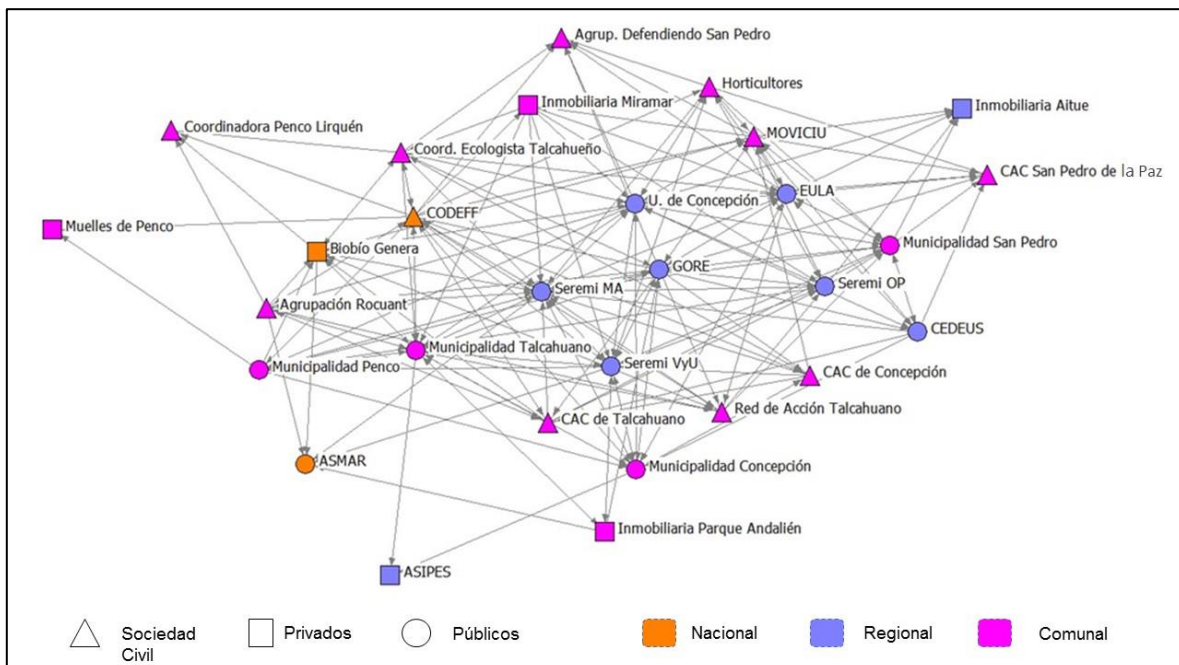 Agrup. Defendiendo San Pedro
Horticultores
Inmobiliaria Miramar
Inmobiliaria Aitue
Coordinadora Penco Lirquén
MOVICIU
Coord. Ecologista Talcahueño
CAC San Pedro de la Paz
EULA
U. de Concepción
CODEFF
Muelles de Penco
Municipalidad San Pedro
Biobío Genera
GORE
Seremi OP
Seremi MA
Agrupación Rocuant
CEDEUS
Municipalidad Talcahuano
Municipalidad Penco
Seremi VyU
CAC de Concepción
Red de Acción Talcahuano
CAC de Talcahuano
ASMAR
Municipalidad Concepción
Inmobiliaria Parque Andalién
ASIPES
Sociedad
Civil
Privados
Públicos
Nacional
Regional
Comunal